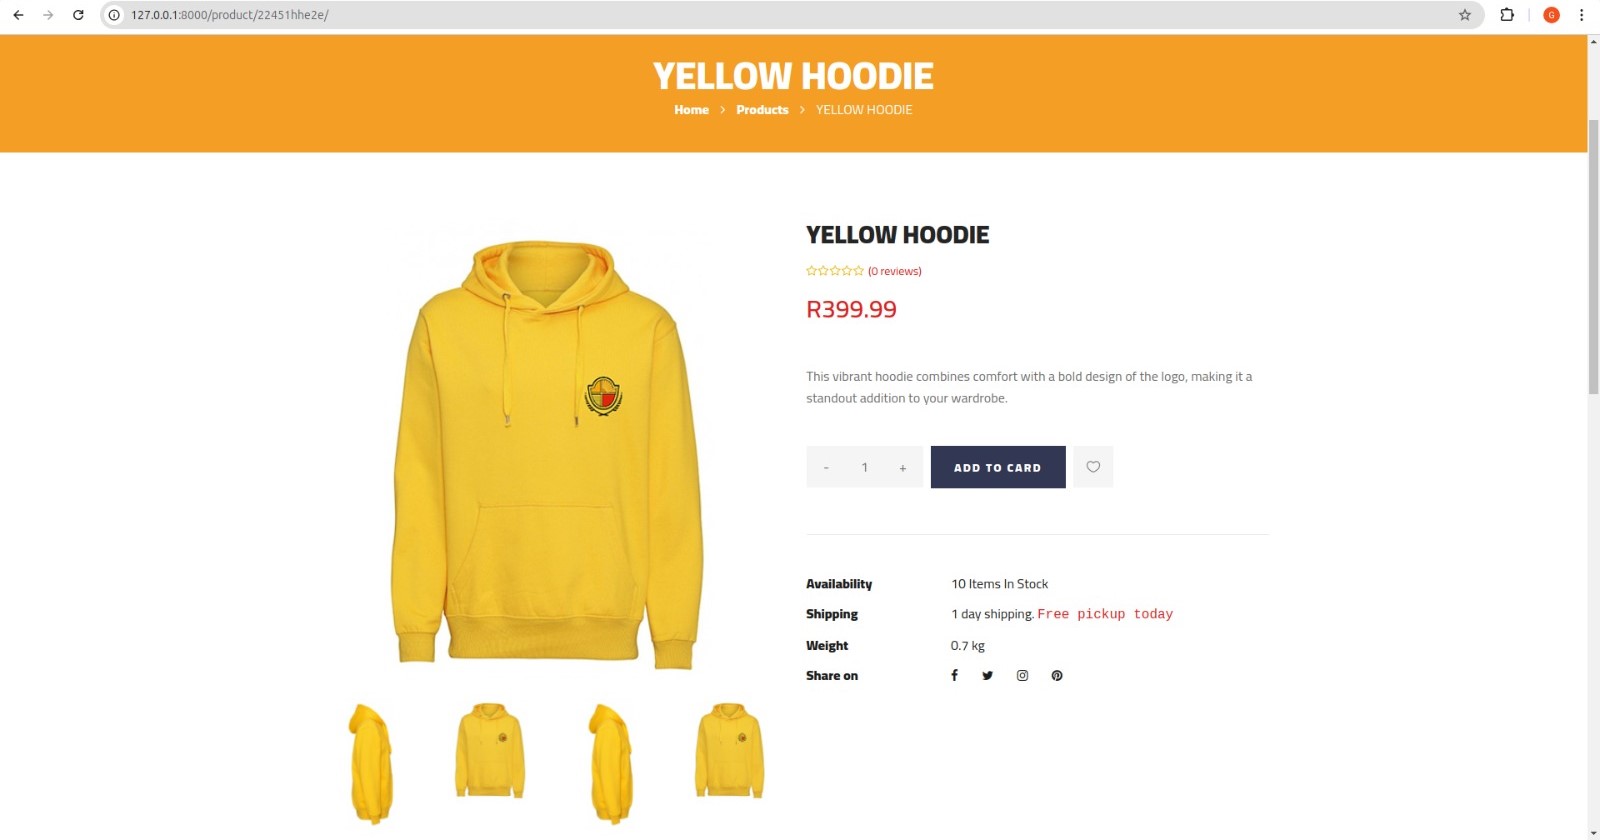 127.0.0.1:8000/product/22451hhe2e/
G
YELLOW HOODIE
Home > Products > YELLOW HOODIE
YELLOW HOODIE
(0 reviews)
R399.99
This vibrant hoodie combines comfort with a bold design of the logo, making it a
standout addition to your wardrobe.
- 1 + ADD TO CARD
Availability 10 Items In Stock
Shipping 1 day shipping. Free pickup today
Weight 0.7 kg
Share on